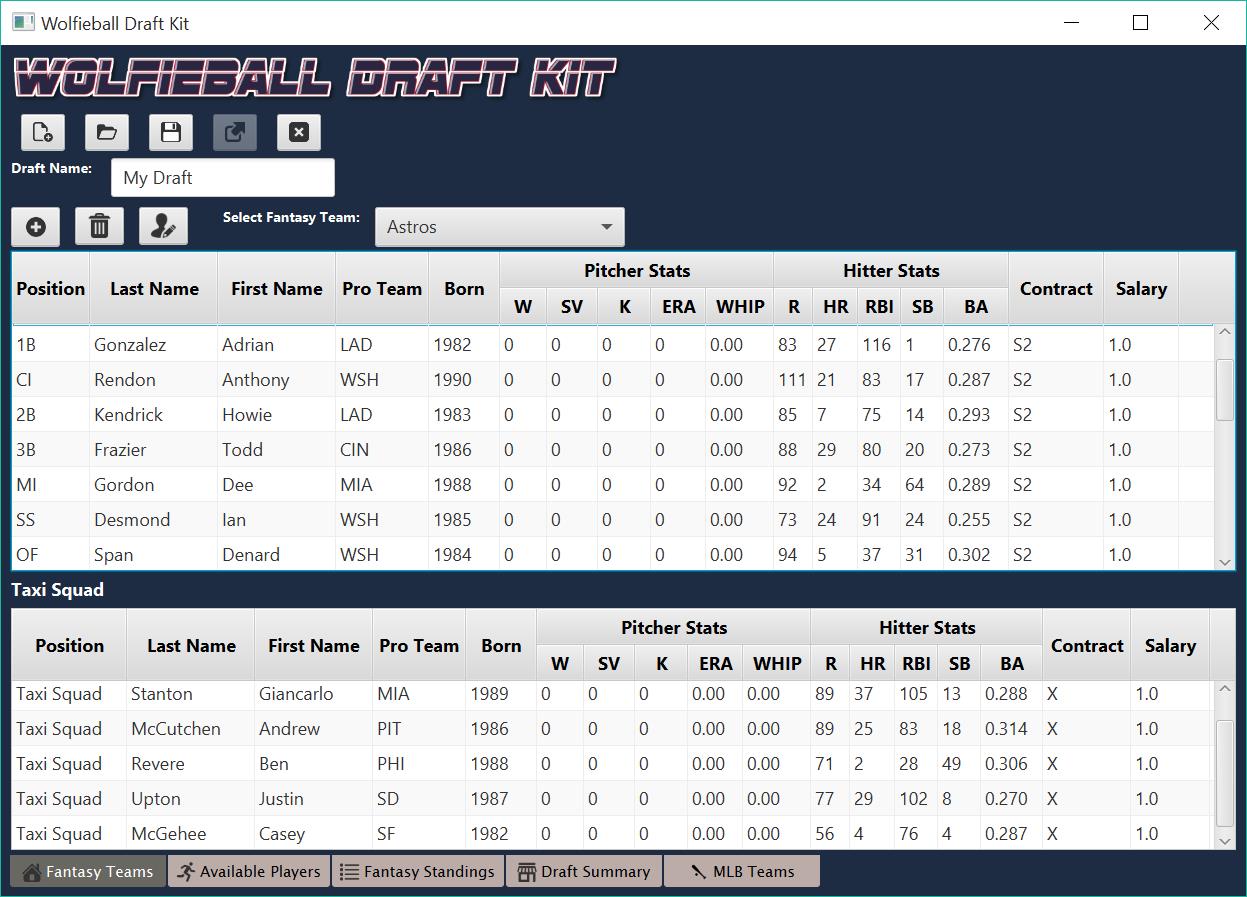 Wolfieball Draft Kit
WOLFIEBALL DRAFT KIT
Draft Name: My Draft
Select Fantasy Team: Astros
Pitcher Stats Hitter Stats
Position Last Name First Name Pro Team Born W SV K ERA WHIP R HR RBI SB BA Contract Salary
1B Gonzalez Adrian LAD 1982 0 0 0 0 0.00 83 27 116 1 0.276 S2 1.0
CI Rendon Anthony WSH 1990 0 0 0 0 0.00 111 21 83 17 0.287 S2 1.0
2B Kendrick Howie LAD 1983 0 0 0 0 0.00 85 7 75 14 0.293 S2 1.0
3B Frazier Todd CIN 1986 0 0 0 0 0.00 88 29 80 20 0.273 S2 1.0
MI Gordon Dee MIA 1988 0 0 0 0 0.00 92 2 34 64 0.289 S2 1.0
SS Desmond Ian WSH 1985 0 0 0 0 0.00 73 24 91 24 0.255 S2 1.0
OF Span Denard WSH 1984 0 0 0 0 0.00 94 5 37 31 0.302 S2 1.0
Taxi Squad
Pitcher Stats Hitter Stats
Position Last Name First Name Pro Team Born W SV K ERA WHIP R HR RBI SB BA Contract Salary
Taxi Squad Stanton Giancarlo MIA 1989 0 0 0 0.00 0.00 89 37 105 13 0.288 X 1.0
Taxi Squad McCutchen Andrew PIT 1986 0 0 0 0.00 0.00 89 25 83 18 0.314 X 1.0
Taxi Squad Revere Ben PHI 1988 0 0 0 0.00 0.00 71 2 28 49 0.306 X 1.0
Taxi Squad Upton Justin SD 1987 0 0 0 0.00 0.00 77 29 102 8 0.270 X 1.0
Taxi Squad McGehee Casey SF 1982 0 0 0 0.00 0.00 56 4 76 4 0.287 X 1.0
Fantasy Teams Available Players Fantasy Standings Draft Summary MLB Teams